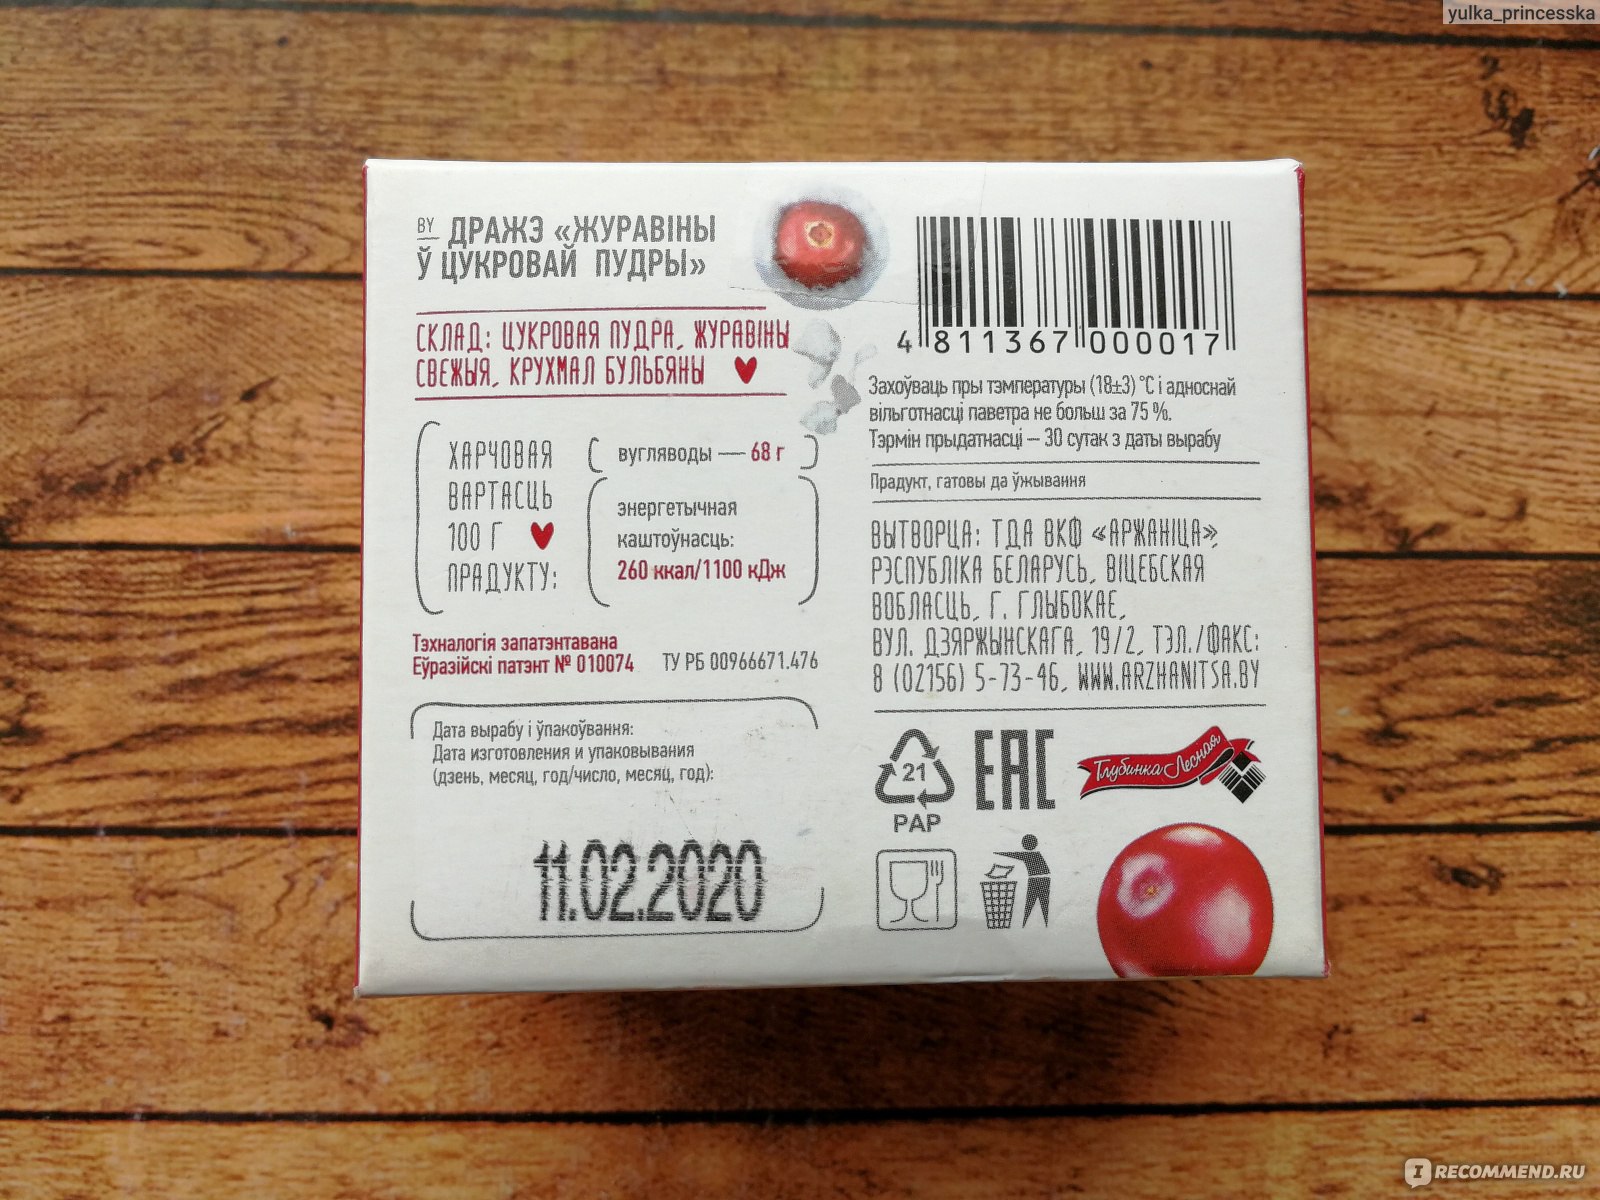 yulka_princesska
BY ДРАЖЭ «ЖУРАВІНЫ
Ў ЦУКРОВАЙ ПУДРЫ»
СКЛАД: ЦУКРОВАЯ ПУДРА, ЖУРАВІНЫ
СВЕЖЫЯ, КРУХМАЛ БУЛЬБЯНЫ
ХАРЧОВАЯ
ВАРТАСЦЬ
100 Г
ПРАДУКТУ:
вугляводы — 68 г
энергетычная
каштоўнасць:
260 ккал/1100 кДж
Тэхналогія запатэнтавана
Еўразійскі патэнт № 010074
ТУ РБ 00966671.476
Дата вырабу і ўпакоўвання:
Дата изготовления и упаковывания
(дзень, месяц, год/число, месяц, год):
11.02.2020
4 811367 000017
Захоўваць пры тэмпературы (18±3) °С і адноснай
вільготнасці паветра не больш за 75 %.
Тэрмін прыдатнасці – 30 сутак з даты вырабу
Прадукт, гатовы да ўжывання
ВЫТВОРЦА: ТДА ВКФ «АРЖАНІЦА»,
РЭСПУБЛІКА БЕЛАРУСЬ, ВІЦЕБСКАЯ
ВОБЛАСЦЬ, Г. ГЛЫБОКАЕ,
ВУЛ. ДЗЯРЖЫНСКАГА, 19/2, ТЭЛ./ФАКС:
8 (02156) 5-73-46, WWW.ARZHANITSA.BY
21
PAP
EAC
Глубинка Лесная
IRECOMMEND.RU